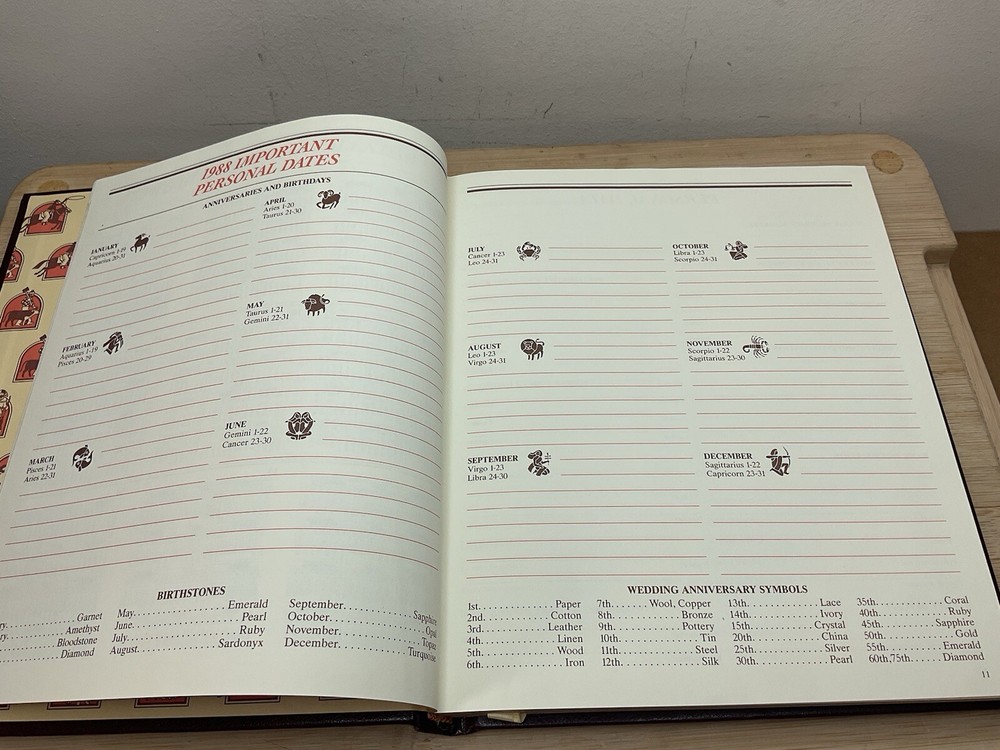 1988 IMPORTANT
PERSONAL DATES
ANNIVERSARIES AND BIRTHDAYS
JANUARY
Capricorn 1-19
Aquarius 20-31
FEBRUARY
Aquarius 1-19
Pisces 20-29
MARCH
Pisces 1-21
Aries 22-31
APRIL
Aries 1-20
Taurus 21-30
MAY
Taurus 1-21
Gemini 22-31
JUNE
Gemini 1-22
Cancer 23-30
BIRTHSTONES
ry. Garnet
ry. Amethyst
Bloodstone
Diamond
May. Emerald
June. Pearl
July. Ruby
August. Sardonyx
September. Sapphire
October. Opal
November. Topaz
December. Turquoise
JULY
Cancer 1-23
Leo 24-31
AUGUST
Leo 1-23
Virgo 24-31
SEPTEMBER
Virgo 1-23
Libra 24-30
OCTOBER
Libra 1-23
Scorpio 24-31
NOVEMBER
Scorpio 1-22
Sagittarius 23-30
DECEMBER
Sagittarius 1-22
Capricorn 23-31
WEDDING ANNIVERSARY SYMBOLS
1st. Paper
2nd. Cotton
3rd. Leather
4th. Linen
5th. Wood
6th. Iron
7th. Wool, Copper
8th. Bronze
9th. Pottery
10th. Tin
11th. Steel
12th. Silk
13th. Lace
14th. Ivory
15th. Crystal
20th. China
25th. Silver
30th. Pearl
35th. Coral
40th. Ruby
45th. Sapphire
50th. Gold
55th. Emerald
60th,75th. Diamond
11